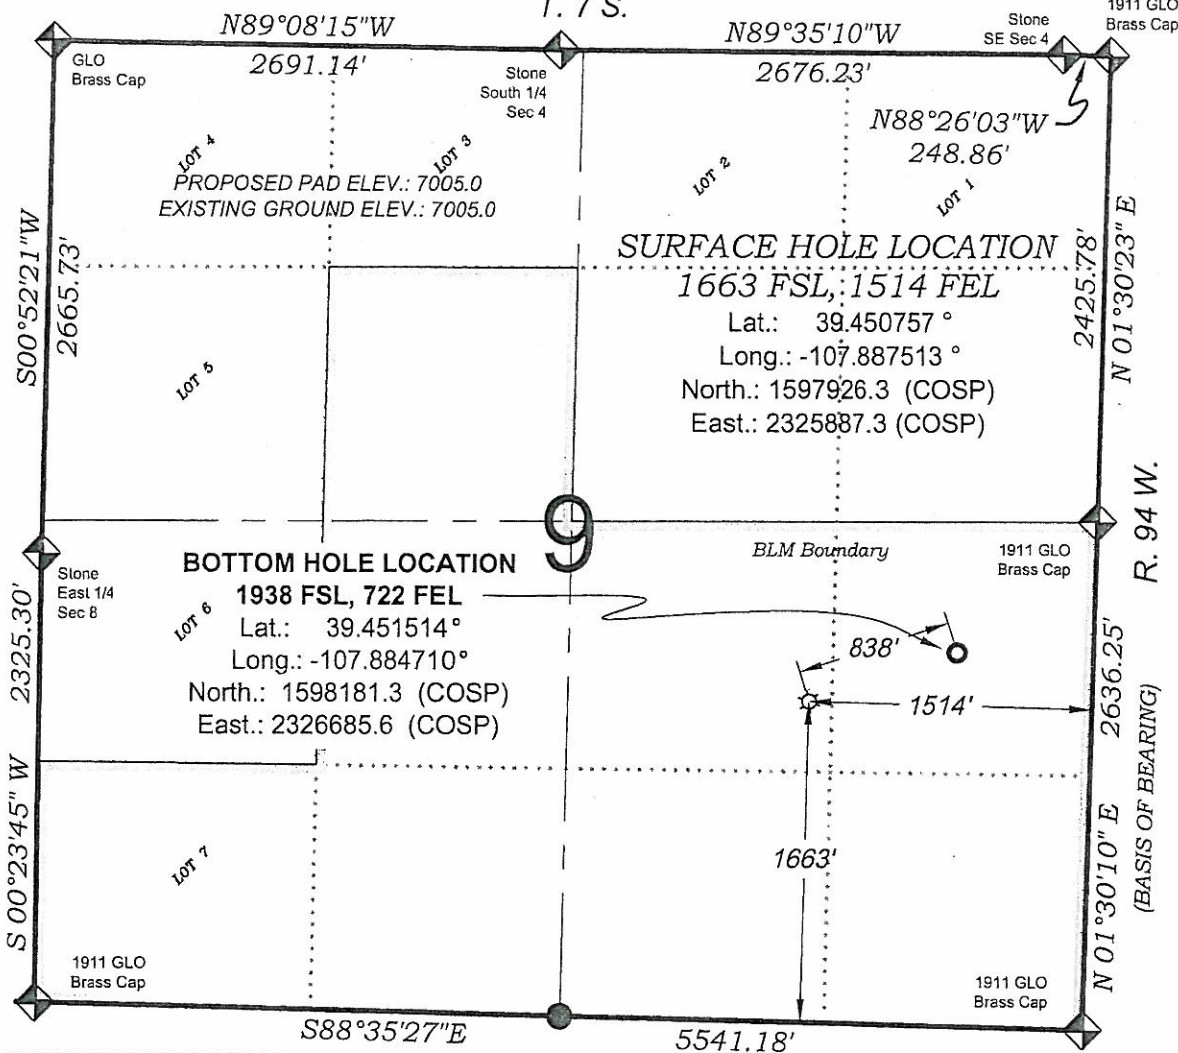 T. 7 S.
1911 GLO
Brass Cap
N89°08'15"W
2691.14'
N89°35'10"W
2676.23'
Stone
SE Sec 4
GLO
Brass Cap
Stone
South 1/4
Sec 4
N88°26'03"W
248.86'
LOT 4
LOT 3
LOT 2
LOT 1
PROPOSED PAD ELEV.: 7005.0
EXISTING GROUND ELEV.: 7005.0
S00°52'21"W
2665.73'
SURFACE HOLE LOCATION
1663 FSL, 1514 FEL
Lat.: 39.450757 °
Long.: -107.887513 °
North.: 1597926.3 (COSP)
East.: 2325887.3 (COSP)
2425.78'
N 01°30'23" E
LOT 5
R. 94 W.
9
BLM Boundary
1911 GLO
Brass Cap
Stone
East 1/4
Sec 8
LOT 6
BOTTOM HOLE LOCATION
1938 FSL, 722 FEL
Lat.: 39.451514°
Long.: -107.884710°
North.: 1598181.3 (COSP)
East.: 2326685.6 (COSP)
838'
1514'
2325.30'
S 00°23'45" W
2636.25'
N 01°30'10" E
(BASIS OF BEARING)
1663'
LOT 7
1911 GLO
Brass Cap
1911 GLO
Brass Cap
S88°35'27"E
5541.18'